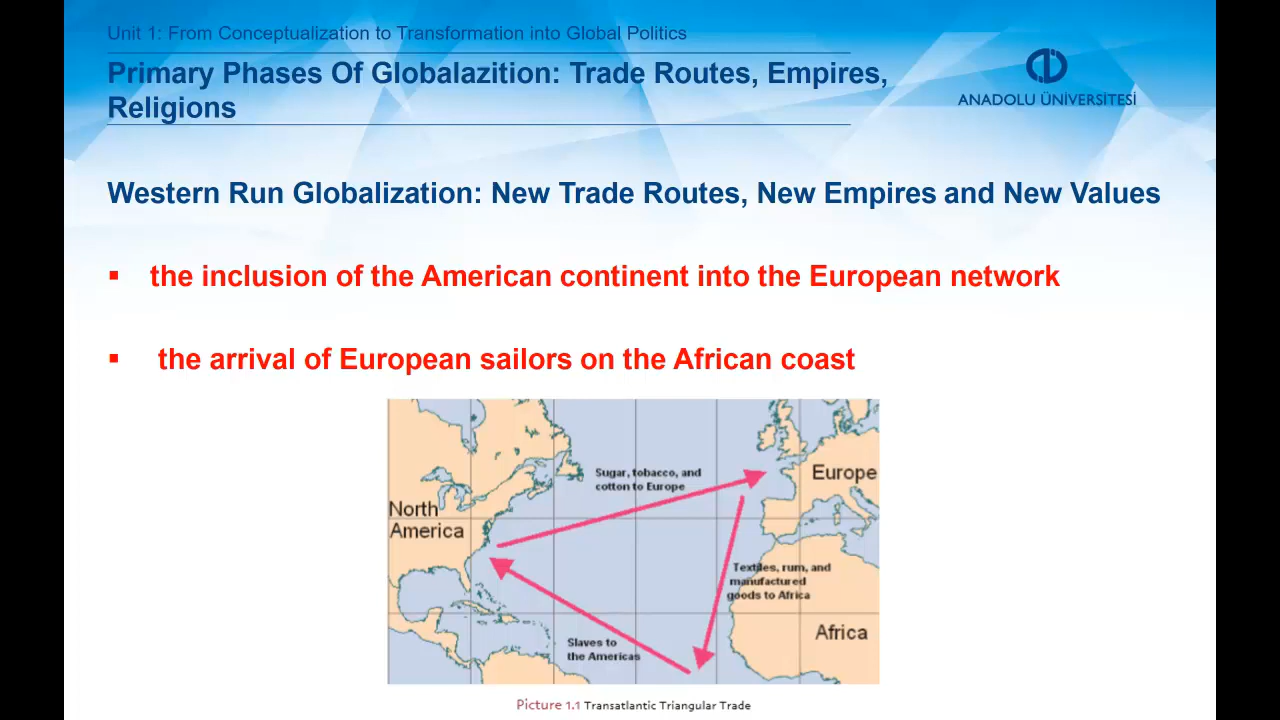 Unit 1: From Conceptualization to Transformation into Global Politics
Primary Phases Of Globalazition: Trade Routes, Empires,
Religions
ANADOLU ÜNİVERSİTESİ
Western Run Globalization: New Trade Routes, New Empires and New Values
▪ the inclusion of the American continent into the European network
▪ the arrival of European sailors on the African coast
Sugar, tobacco, and
cotton to Europe
Europe
North
America
Textiles, rum, and
manufactured
goods to Africa
Africa
Slaves to
the Americas
Picture 1.1 Transatlantic Triangular Trade